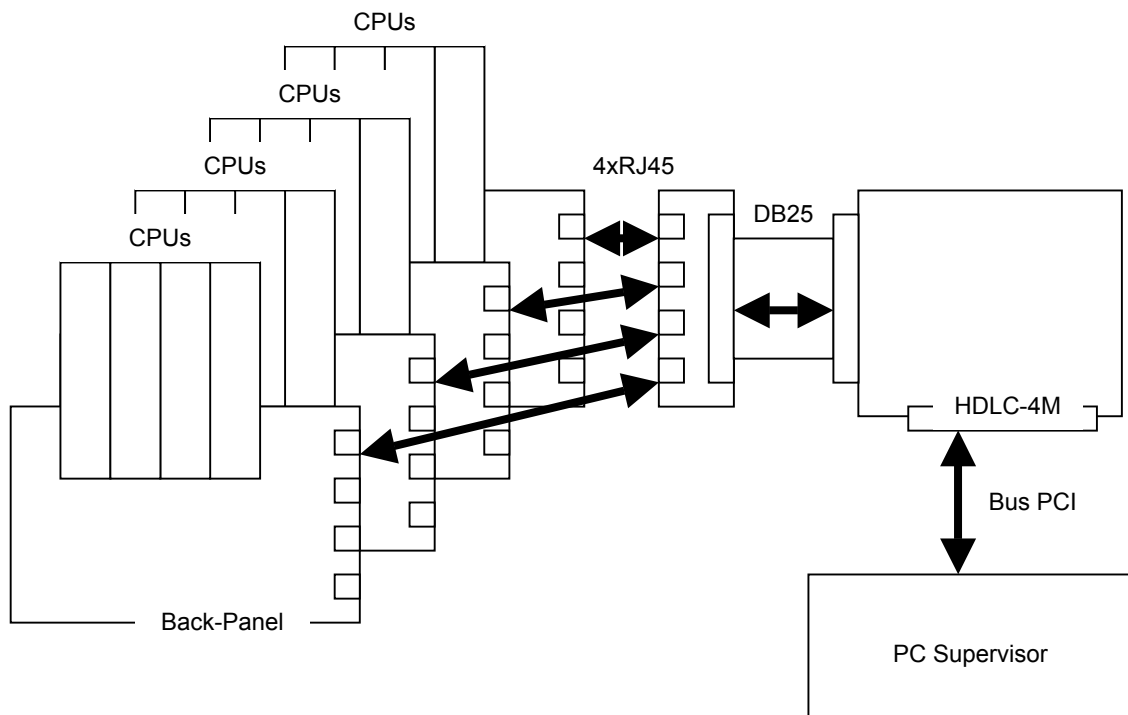 CPUs
CPUs
CPUs
CPUs
4xRJ45
DB25
HDLC-4M
Bus PCI
Back-Panel
PC Supervisor